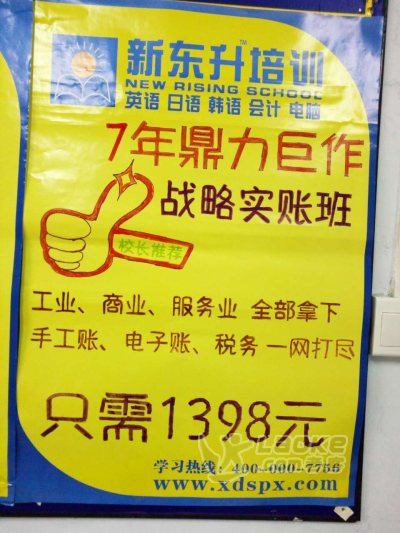 新东升培训™
NEW RISING SCHOOL
英语 日语 韩语 会计 电脑
7年鼎力巨作
战略实账班
校长推荐
工业、商业、服务业 全部拿下
手工账、电子账、税务一网打尽
只需1398元
学习热线：400-000-7756
www.xdspx.com